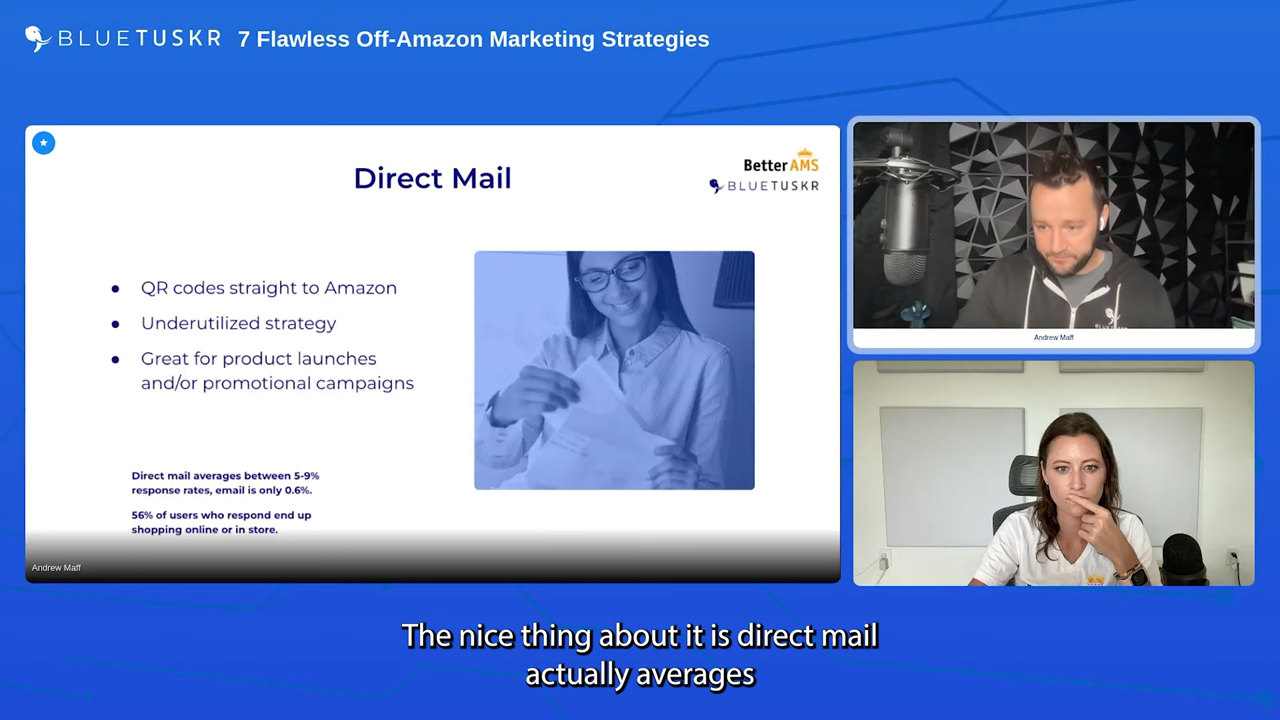 BLUETUSKR 7 Flawless Off-Amazon Marketing Strategies
Direct Mail
BetterAMS
BLUETUSKR
● QR codes straight to Amazon
● Underutilized strategy
● Great for product launches
and/or promotional campaigns
Direct mail averages between 5-9%
response rates, email is only 0.6%.
56% of users who respond end up
shopping online or in store.
Andrew Maff
Andrew Maff
The nice thing about it is direct mail
actually averages